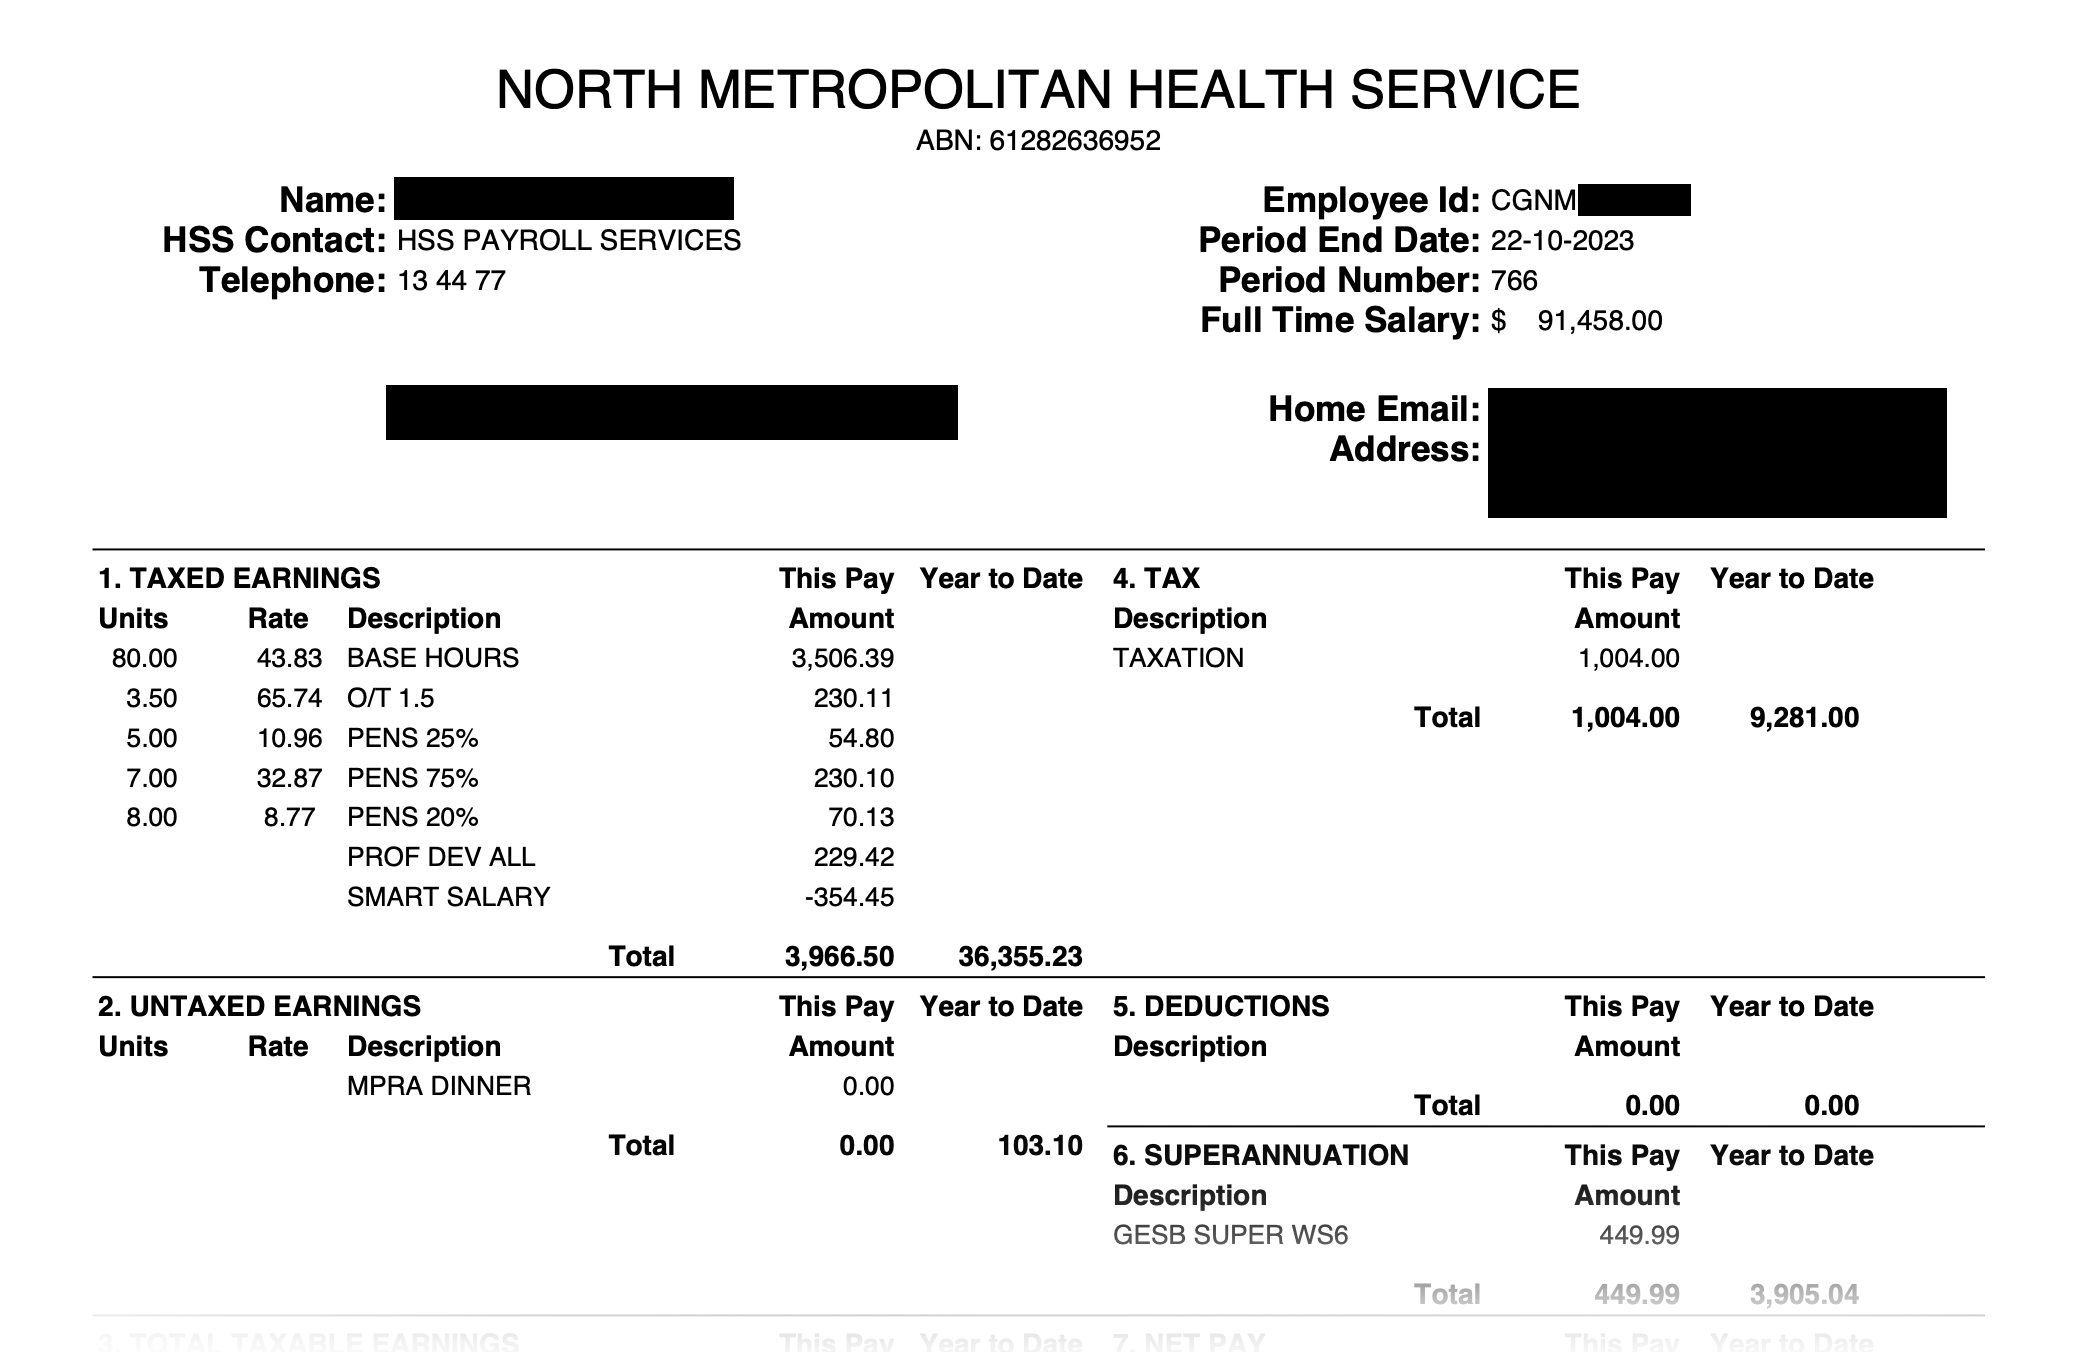 NORTH METROPOLITAN HEALTH SERVICE
ABN: 61282636952
Name:
HSS Contact: HSS PAYROLL SERVICES
Telephone: 13 44 77
Employee Id: CGNM
Period End Date: 22-10-2023
Period Number: 766
Full Time Salary: $ 91,458.00
Home Email:
Address:
1. TAXED EARNINGS This Pay Year to Date
Units Rate Description Amount
80.00 43.83 BASE HOURS 3,506.39
3.50 65.74 O/T 1.5 230.11
5.00 10.96 PENS 25% 54.80
7.00 32.87 PENS 75% 230.10
8.00 8.77 PENS 20% 70.13
PROF DEV ALL 229.42
SMART SALARY -354.45
Total 3,966.50 36,355.23
4. TAX This Pay Year to Date
Description Amount
TAXATION 1,004.00
Total 1,004.00 9,281.00
2. UNTAXED EARNINGS This Pay Year to Date
Units Rate Description Amount
MPRA DINNER 0.00
Total 0.00 103.10
5. DEDUCTIONS This Pay Year to Date
Description Amount
Total 0.00 0.00
6. SUPERANNUATION This Pay Year to Date
Description Amount
GESB SUPER WS6 449.99
Total 449.99 3,905.04
3. TOTAL TAXABLE EARNINGS This Pay Year to Date
7. NET PAY This Pay Year to Date